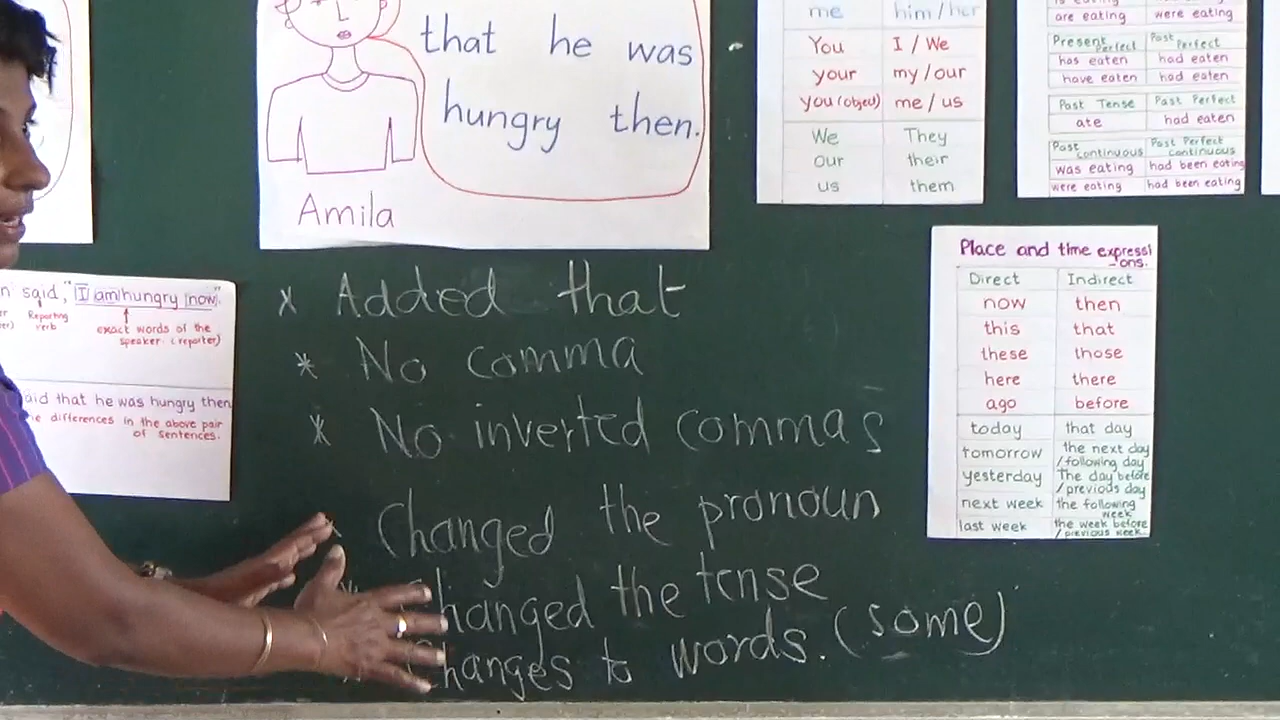 that he was
hungry then.
Amila
me him/her
You I / We
your my/our
you (object) me / us
We They
our their
us them
are eating were eating
Present Perfect Past Perfect
has eaten had eaten
have eaten had eaten
Past Tense Past Perfect
ate had eaten
Past continuous Past Perfect continuous
was eating had been eating
were eating had been eating
said, "I am hungry now"
Reporting verb
exact words of the
speaker. (reporter)
said that he was hungry then
differences in the above pair
of sentences.
x Added that
* No comma
* No inverted commas
Changed the pronoun
Changed the tense
Changes to words. (some)
Place and time expressi
-ons.
Direct Indirect
now then
this that
these those
here there
ago before
today that day
tomorrow the next day
/following day
yesterday The day before
/previous day
next week the following
week
last week the week before
/previous week